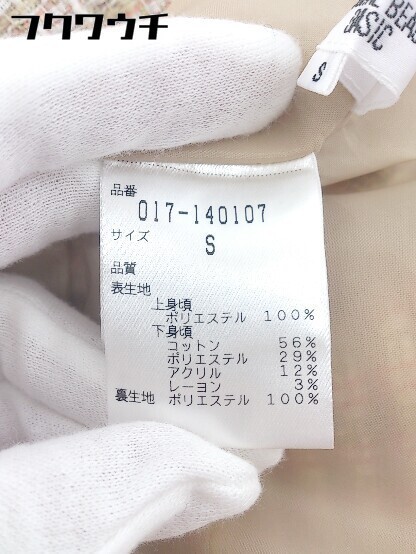 フクウウチ
BASIC
S
品番
017-140107
サイズ
S
品質
表生地
上身頃
ポリエステル 100%
下身頃
コットン 56%
ポリエステル 29%
アクリル 12%
レーヨン 3%
裏生地 ポリエステル 100%